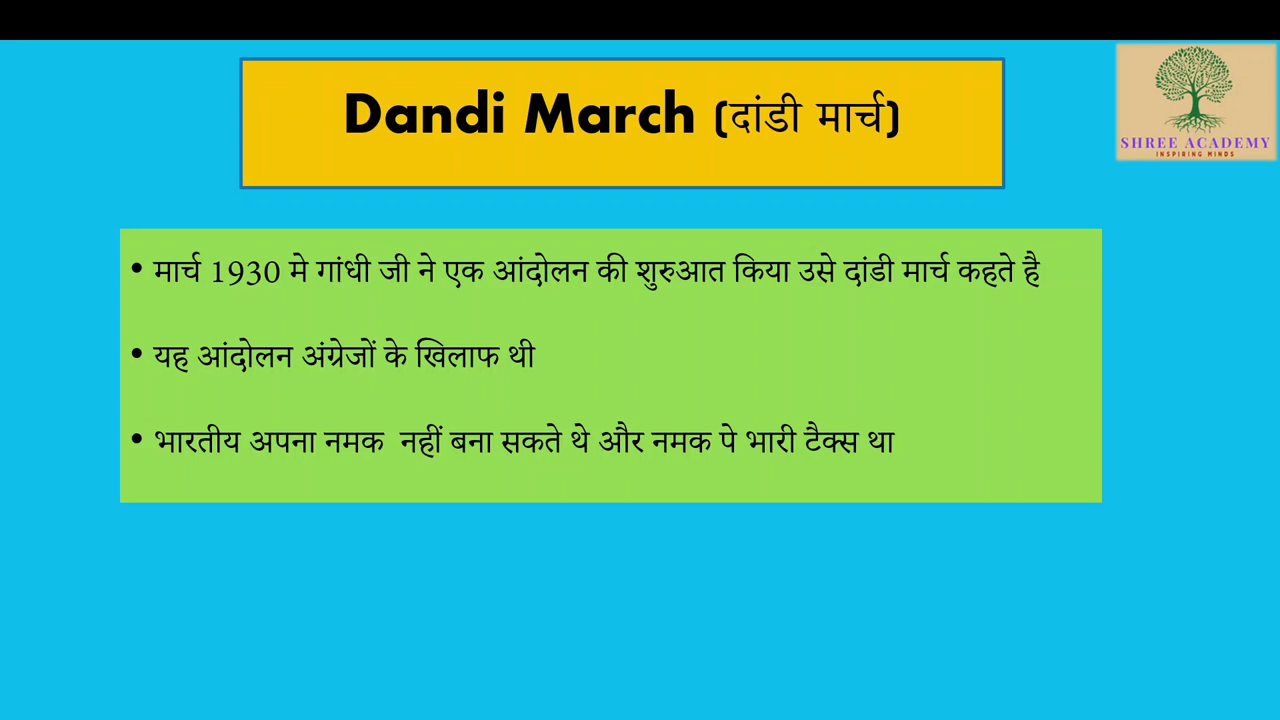 Dandi March (दांडी मार्च)
SHREE ACADEMY
INSPIRING MINDS
• मार्च 1930 मे गांधी जी ने एक आंदोलन की शुरुआत किया उसे दांडी मार्च कहते है
• यह आंदोलन अंग्रेजों के खिलाफ थी
• भारतीय अपना नमक  नहीं बना सकते थे और नमक पे भारी टैक्स था